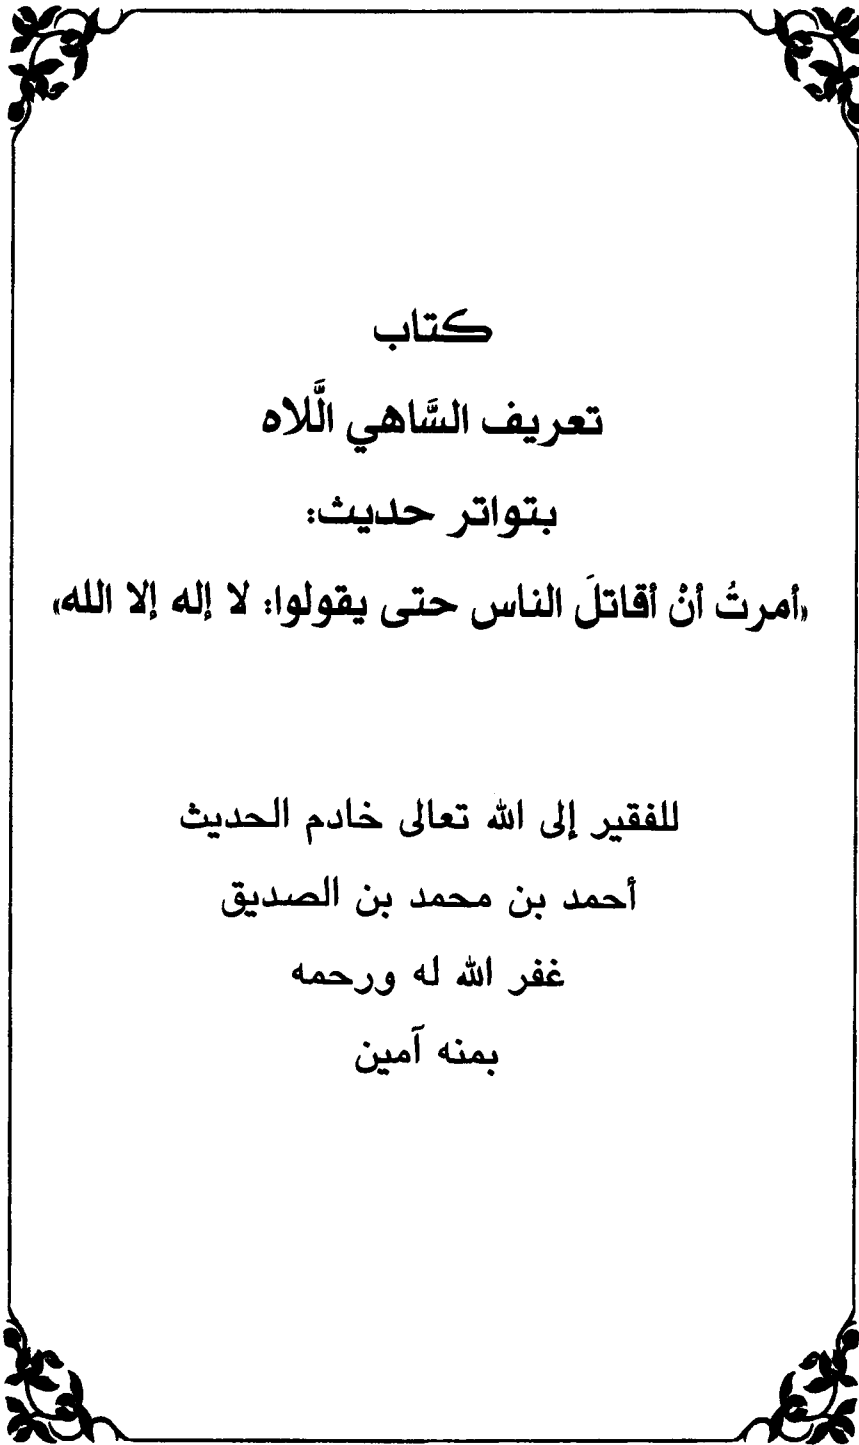 كتاب
تعريف السَّاهي الَّلاه
بتواتر حديث:
«أمرتُ أنْ أقاتلَ الناس حتى يقولوا: لا إله إلا الله»
للفقير إلى الله تعالى خادم الحديث
أحمد بن محمد بن الصديق
غفر الله له ورحمه
بمنه آمين